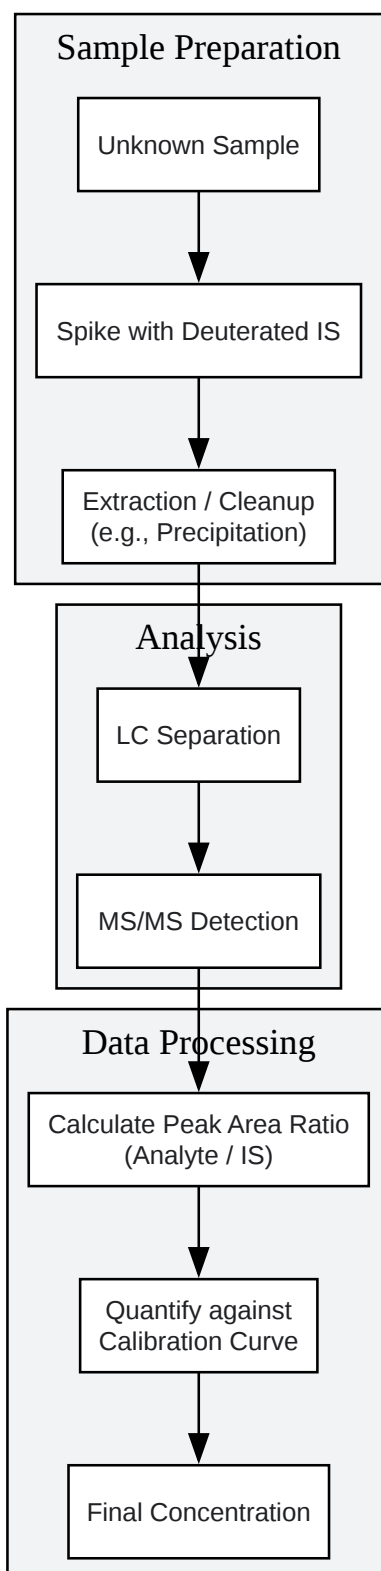 Sample Preparation
Unknown Sample
Spike with Deuterated IS
Extraction / Cleanup
(e.g., Precipitation)
Analysis
LC Separation
MS/MS Detection
Data Processing
Calculate Peak Area Ratio
(Analyte / IS)
Quantify against
Calibration Curve
Final Concentration